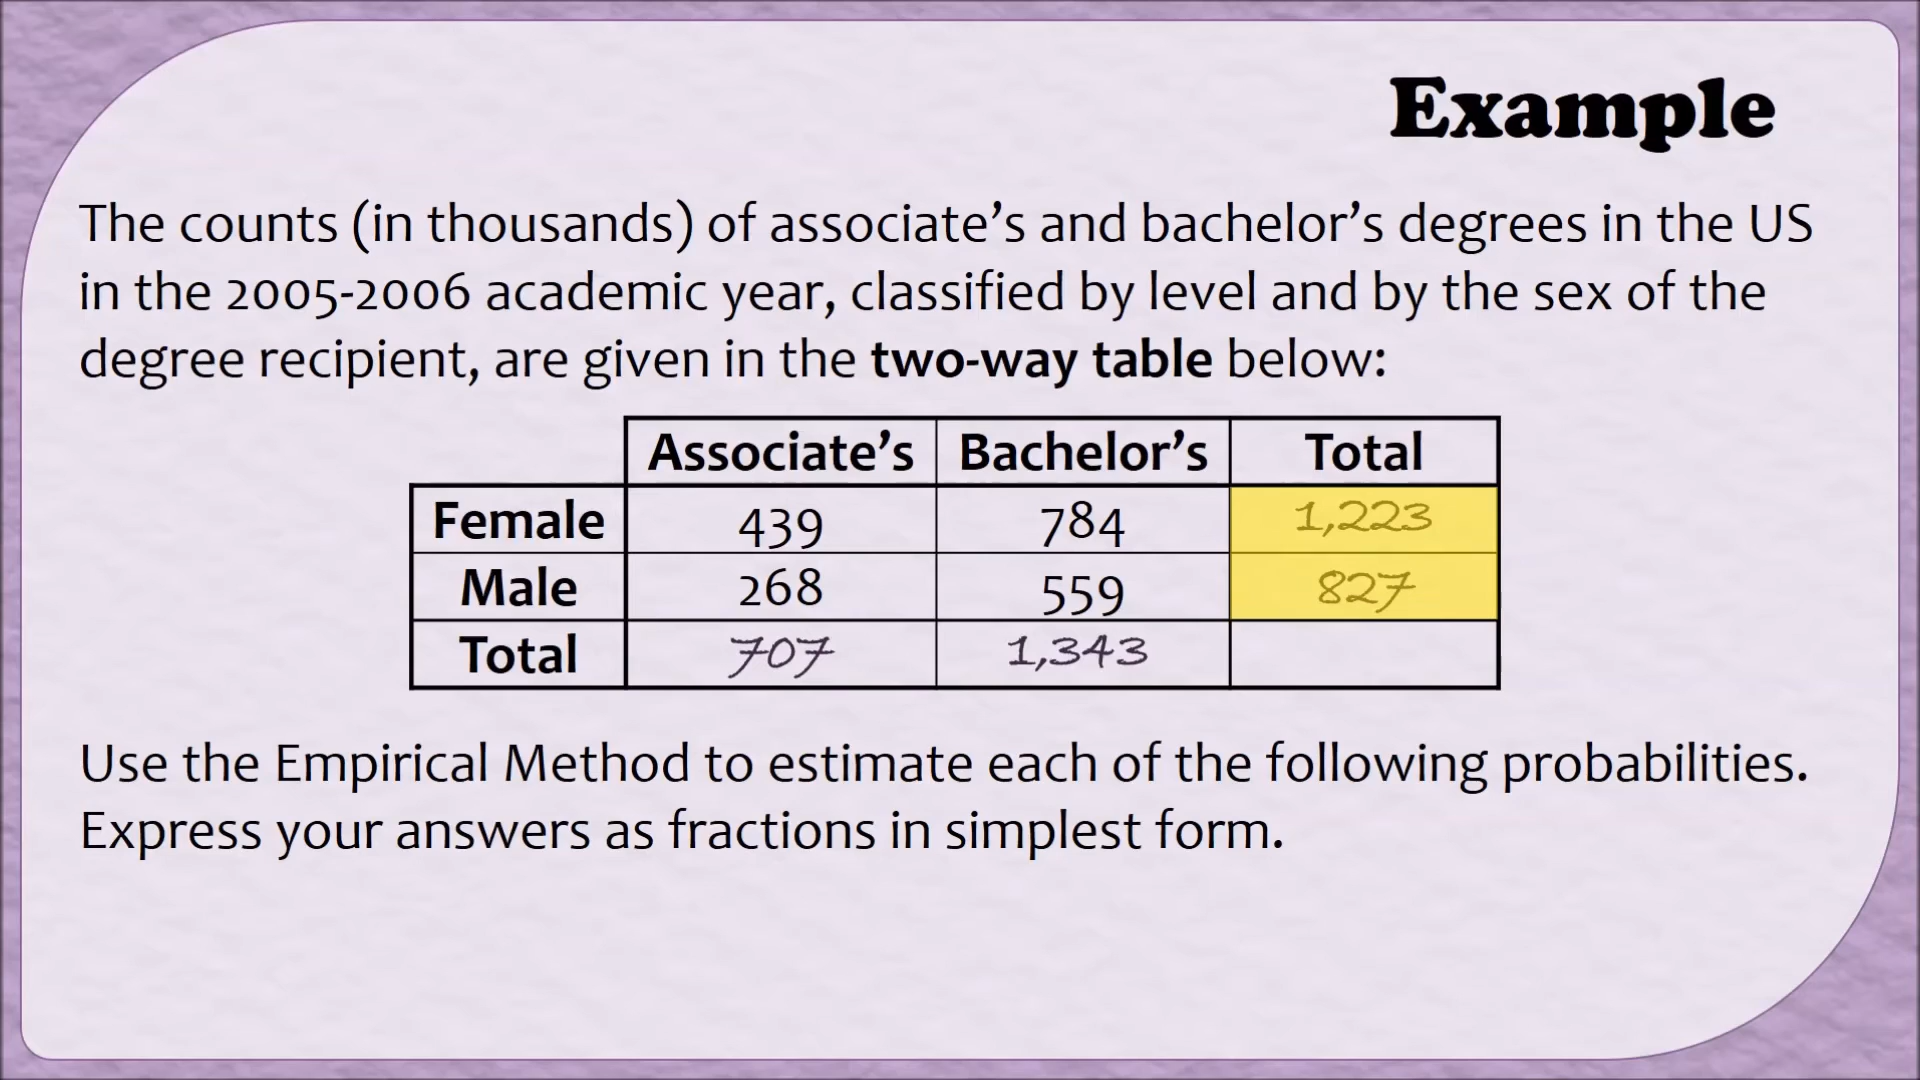 Example
The counts (in thousands) of associate’s and bachelor’s degrees in the US
in the 2005-2006 academic year, classified by level and by the sex of the
degree recipient, are given in the two-way table below:
Associate’s Bachelor’s Total
Female 439 784 1,223
Male 268 559 827
Total 707 1,343
Use the Empirical Method to estimate each of the following probabilities.
Express your answers as fractions in simplest form.